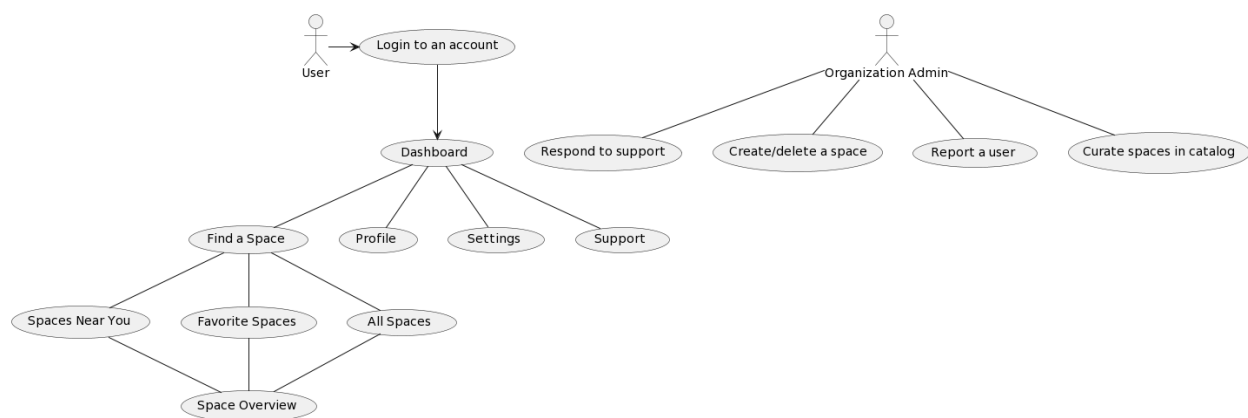 Login to an account
User
Organization Admin
Dashboard
Respond to support
Create/delete a space
Report a user
Curate spaces in catalog
Find a Space
Profile
Settings
Support
Spaces Near You
Favorite Spaces
All Spaces
Space Overview